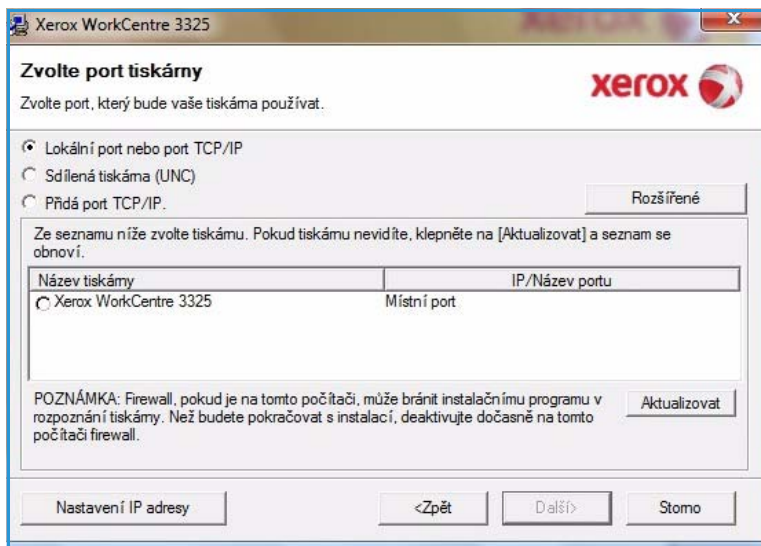 Xerox WorkCentre 3325
Zvolte port tiskárny
Zvolte port, který bude vaše tiskárna používat.
xerox
Lokální port nebo port TCP/IP
Sdílená tiskárna (UNC)
Přidá port TCP/IP.
Rozšířené
Ze seznamu níže zvolte tiskárnu. Pokud tiskárnu nevidíte, klepněte na [Aktualizovat] a seznam se
obnoví.
Název tiskárny IP/Název portu
Xerox WorkCentre 3325 Místní port
POZNÁMKA: Firewall, pokud je na tomto počítači, může bránit instalačnímu programu v
rozpoznání tiskárny. Než budete pokračovat s instalací, deaktivujte dočasně na tomto
počítači firewall.
Aktualizovat
Nastavení IP adresy <Zpět Další> Storno